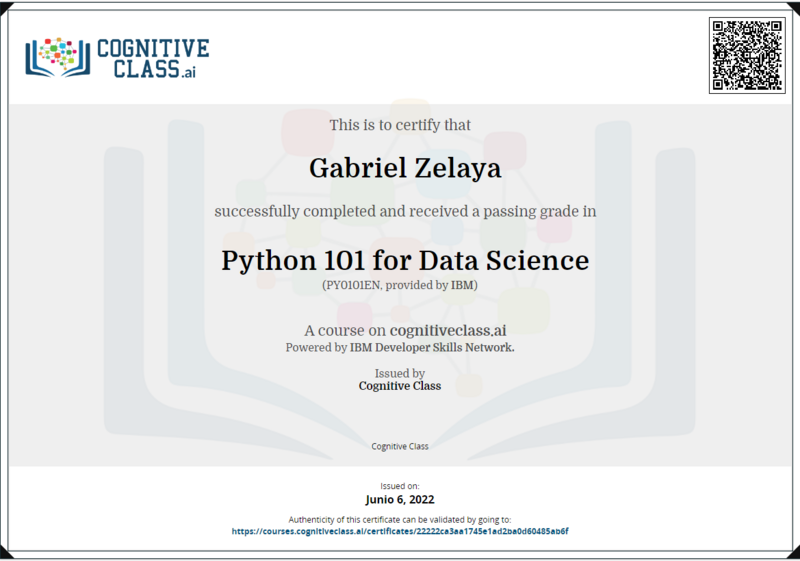 COGNITIVE
CLASS.ai
This is to certify that
Gabriel Zelaya
successfully completed and received a passing grade in
Python 101 for Data Science
(PY0101EN, provided by IBM)
A course on cognitiveclass.ai
Powered by IBM Developer Skills Network.
Issued by
Cognitive Class
Cognitive Class
Issued on:
Junio 6, 2022
Authenticity of this certificate can be validated by going to:
https://courses.cognitiveclass.ai/certificates/22222ca3aa1745e1ad2ba0d60485ab6f